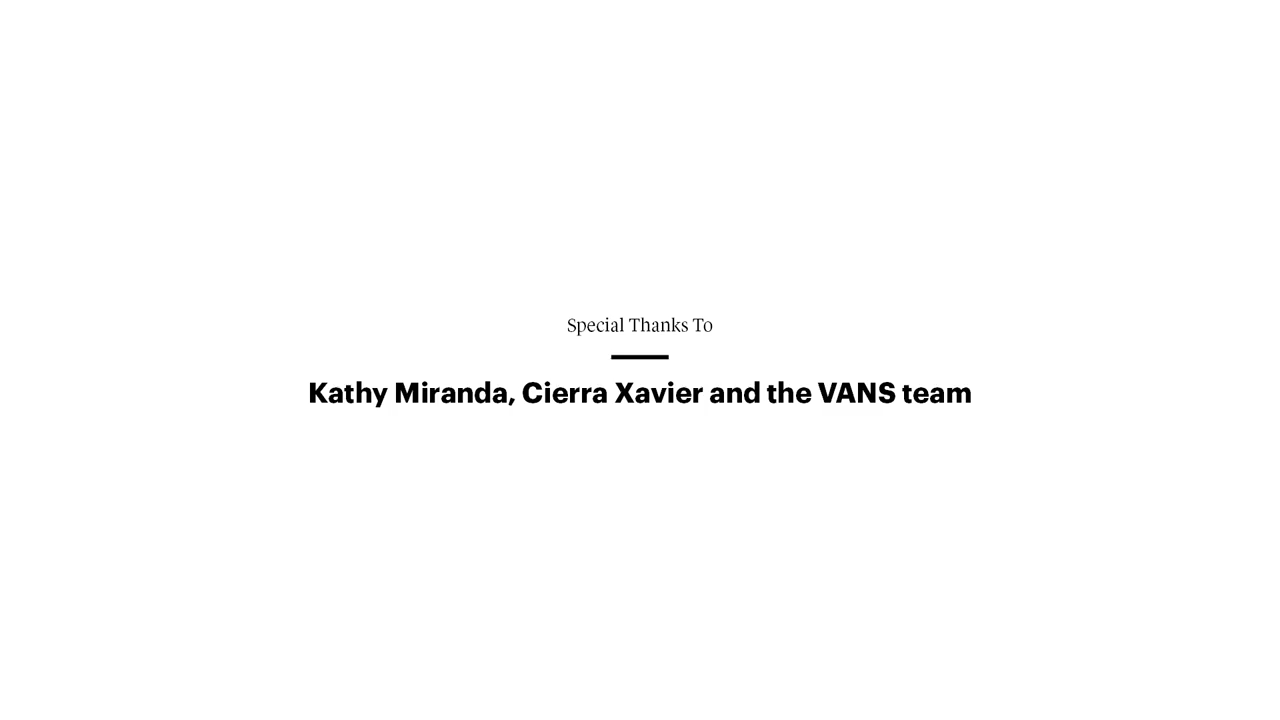 Special Thanks To
Kathy Miranda, Cierra Xavier and the VANS team